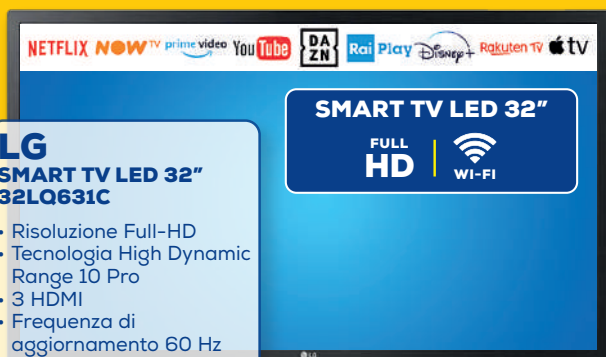 NETFLIX NOW TV prime video YouTube DAZN Rai Play Disney+ Rakuten TV tv
SMART TV LED 32”
FULL HD WI-FI
LG
SMART TV LED 32”
32LQ631C
• Risoluzione Full-HD
• Tecnologia High Dynamic
Range 10 Pro
• 3 HDMI
• Frequenza di
aggiornamento 60 Hz
LG